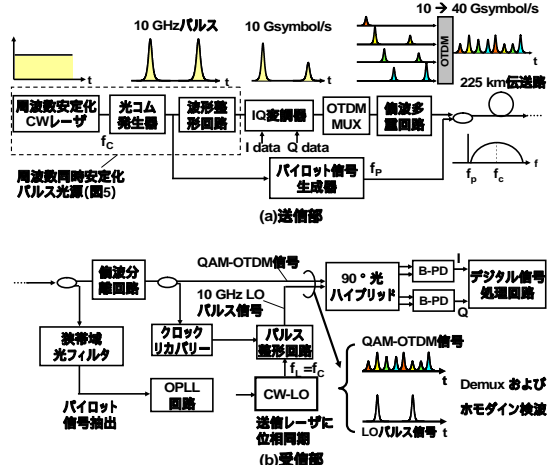 10 → 40 Gsymbol/s
10 GHzパルス
10 Gsymbol/s
OTDM
t
t
t
t
225 km伝送路
周波数安定化
CWレーザ
光コム
発生器
波形整
形回路
IQ変調器
OTDM
MUX
偏波多
重回路
fC
I data
Q data
周波数同時安定化
パルス光源(図5)
パイロット信号
生成器
fP
fp
fc
f
(a)送信部
偏波分
離回路
QAM-OTDM信号
10 GHz LO
パルス信号
90°光
ハイブリッド
B-PD
B-PD
I
Q
デジタル信号
処理回路
狭帯域
光フィルタ
クロック
リカバリー
パルス
整形回路
fL=fC
QAM-OTDM信号
t
OPLL
回路
CW-LO
Demux および
ホモダイン検波
パイロット
信号抽出
送信レーザに
位相同期
LOパルス信号
t
(b)受信部